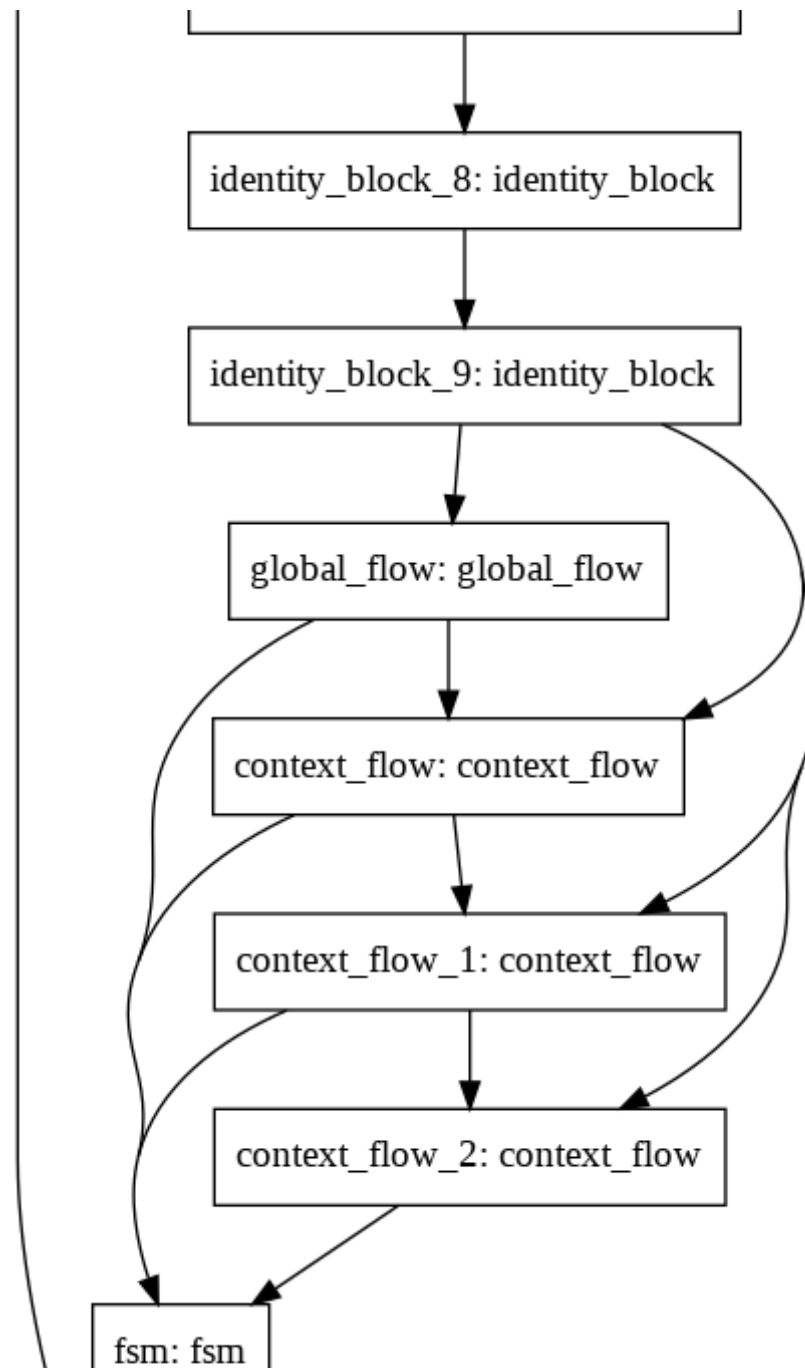 identity_block_8: identity_block
identity_block_9: identity_block
global_flow: global_flow
context_flow: context_flow
context_flow_1: context_flow
context_flow_2: context_flow
fsm: fsm